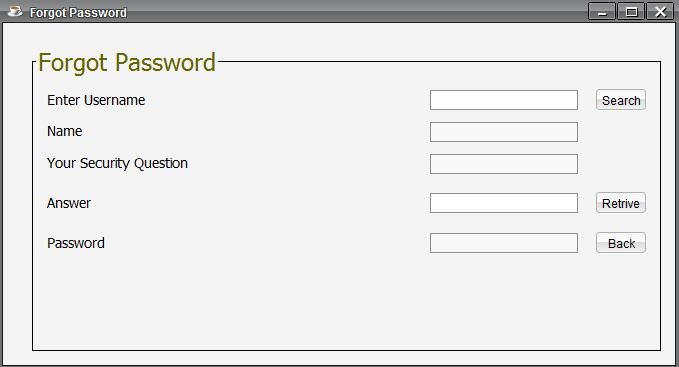 Forgot Password
Forgot Password
Enter Username
Search
Name
Your Security Question
Answer
Retrive
Password
Back